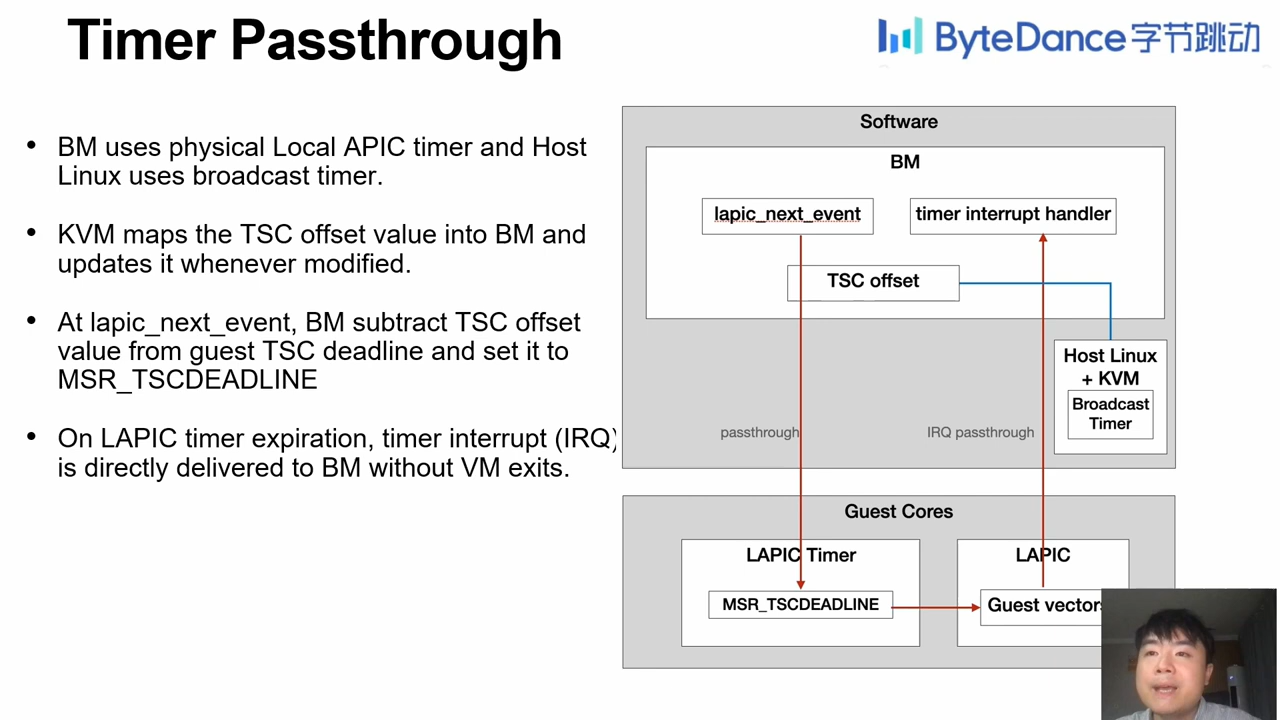 Timer Passthrough
ByteDance字节跳动
• BM uses physical Local APIC timer and Host
Linux uses broadcast timer.
• KVM maps the TSC offset value into BM and
updates it whenever modified.
• At lapic_next_event, BM subtract TSC offset
value from guest TSC deadline and set it to
MSR_TSCDEADLINE
• On LAPIC timer expiration, timer interrupt (IRQ)
is directly delivered to BM without VM exits.
Software
BM
lapic_next_event
timer interrupt handler
TSC offset
Host Linux
+ KVM
Broadcast
Timer
passthrough
IRQ passthrough
Guest Cores
LAPIC Timer
LAPIC
MSR_TSCDEADLINE
Guest vectors